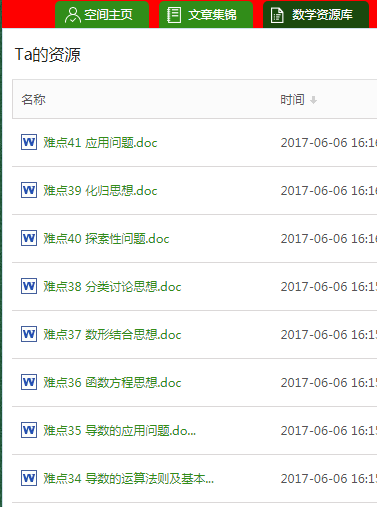 空间主页 文章集锦 数学资源库
Ta的资源
名称 时间
难点41 应用问题.doc 2017-06-06 16:16
难点39 化归思想.doc 2017-06-06 16:16
难点40 探索性问题.doc 2017-06-06 16:16
难点38 分类讨论思想.doc 2017-06-06 16:15
难点37 数形结合思想.doc 2017-06-06 16:15
难点36 函数方程思想.doc 2017-06-06 16:15
难点35 导数的应用问题.do... 2017-06-06 16:15
难点34 导数的运算法则及基本... 2017-06-06 16:15